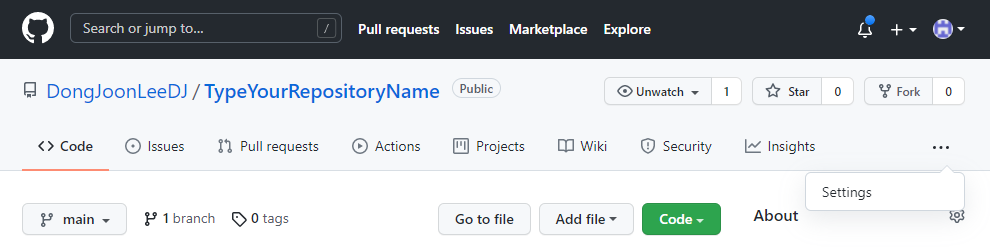 Search or jump to... / Pull requests Issues Marketplace Explore
DongJoonLeeDJ / TypeYourRepositoryName Public Unwatch 1 Star 0 Fork 0
Code Issues Pull requests Actions Projects Wiki Security Insights ...
Settings
main 1 branch 0 tags Go to file Add file Code About